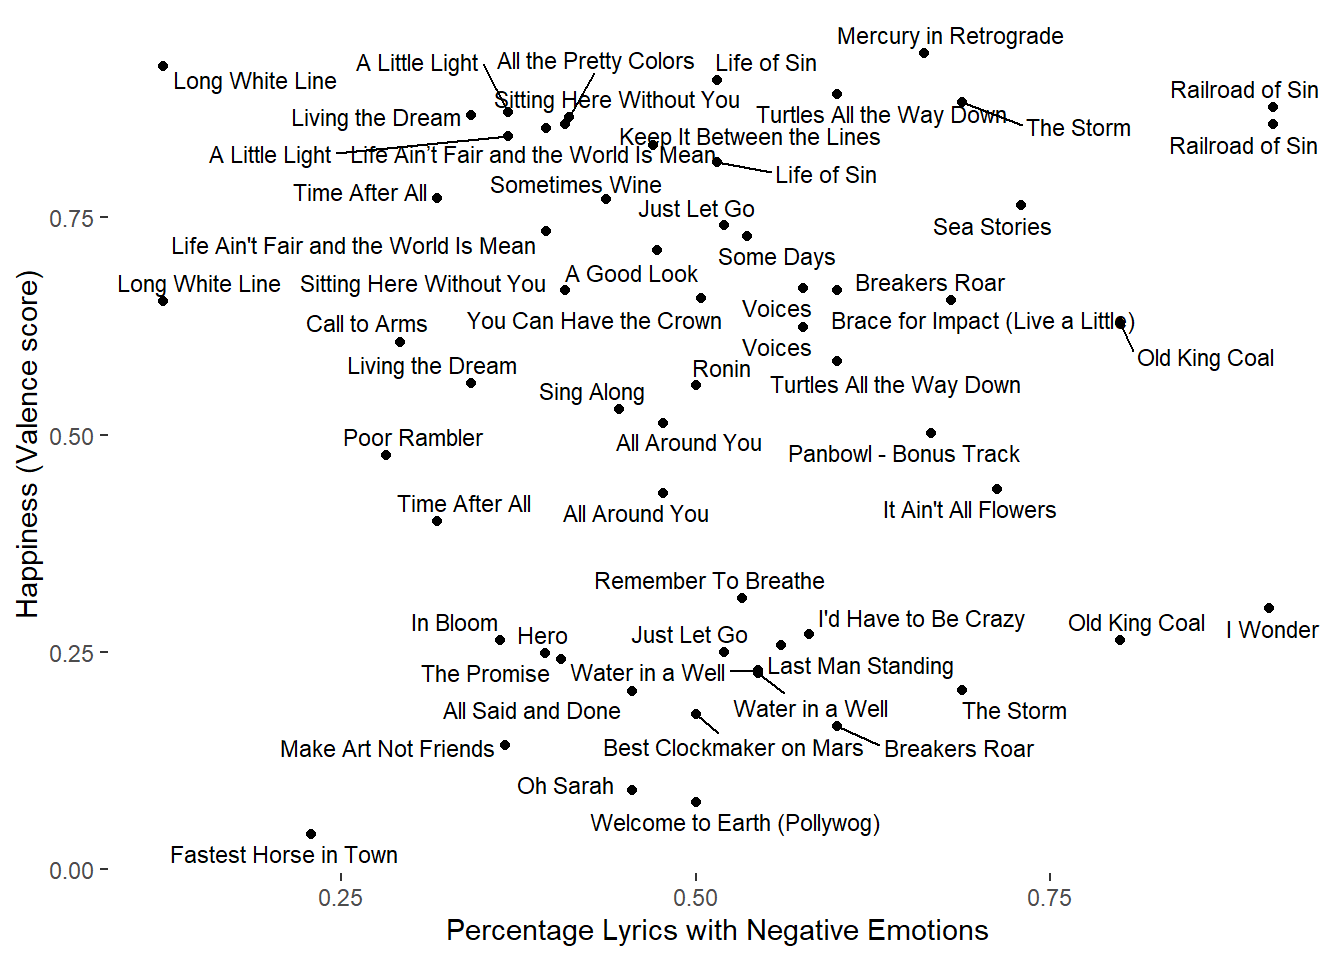 Mercury in Retrograde
A Little Light
All the Pretty Colors
Life of Sin
Long White Line
Railroad of Sin
Sitting Here Without You
Living the Dream
Turtles All the Way Down
The Storm
Keep It Between the Lines
Railroad of Sin
A Little Light
Life Ain’t Fair and the World Is Mean
Life of Sin
Time After All
Sometimes Wine
Just Let Go
0.75
Sea Stories
Life Ain't Fair and the World Is Mean
Some Days
A Good Look
Long White Line
Sitting Here Without You
Breakers Roar
Voices
Call to Arms
You Can Have the Crown
Brace for Impact (Live a Little)
Voices
Old King Coal
Living the Dream
Ronin
Turtles All the Way Down
Sing Along
0.50
Poor Rambler
All Around You
Panbowl - Bonus Track
Time After All
All Around You
It Ain't All Flowers
Remember To Breathe
In Bloom
Hero
Just Let Go
I'd Have to Be Crazy
Old King Coal
I Wonder
0.25
The Promise
Water in a Well
Last Man Standing
All Said and Done
Water in a Well
The Storm
Make Art Not Friends
Best Clockmaker on Mars
Breakers Roar
Oh Sarah
Welcome to Earth (Pollywog)
Fastest Horse in Town
0.00
0.25
0.50
0.75
Percentage Lyrics with Negative Emotions
Happiness (Valence score)